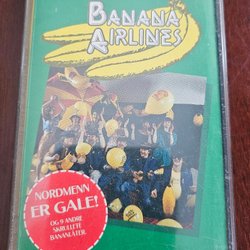 BANANA
AIRLINES
NORDMENN
ER GALE!
OG 9 ANDRE
SKRULLETE
BANANLÅTER